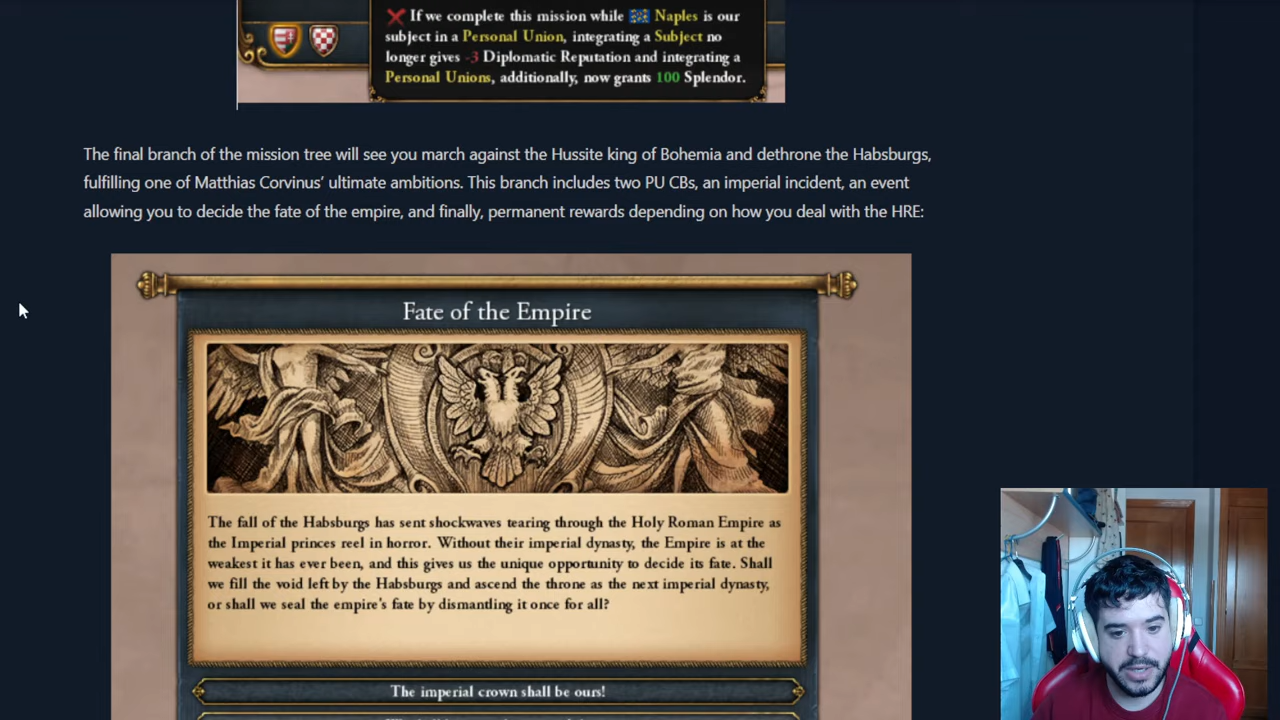 If we complete this mission while Naples is our
subject in a Personal Union, integrating a Subject no
longer gives -3 Diplomatic Reputation and integrating a
Personal Unions, additionally, now grants 100 Splendor.
The final branch of the mission tree will see you march against the Hussite king of Bohemia and dethrone the Habsburgs,
fulfilling one of Matthias Corvinus’ ultimate ambitions. This branch includes two PU CBs, an imperial incident, an event
allowing you to decide the fate of the empire, and finally, permanent rewards depending on how you deal with the HRE:
Fate of the Empire
The fall of the Habsburgs has sent shockwaves tearing through the Holy Roman Empire as
the Imperial princes reel in horror. Without their imperial dynasty, the Empire is at the
weakest it has ever been, and this gives us the unique opportunity to decide its fate. Shall
we fill the void left by the Habsburgs and ascend the throne as the next imperial dynasty,
or shall we seal the empire's fate by dismantling it once for all?
The imperial crown shall be ours!